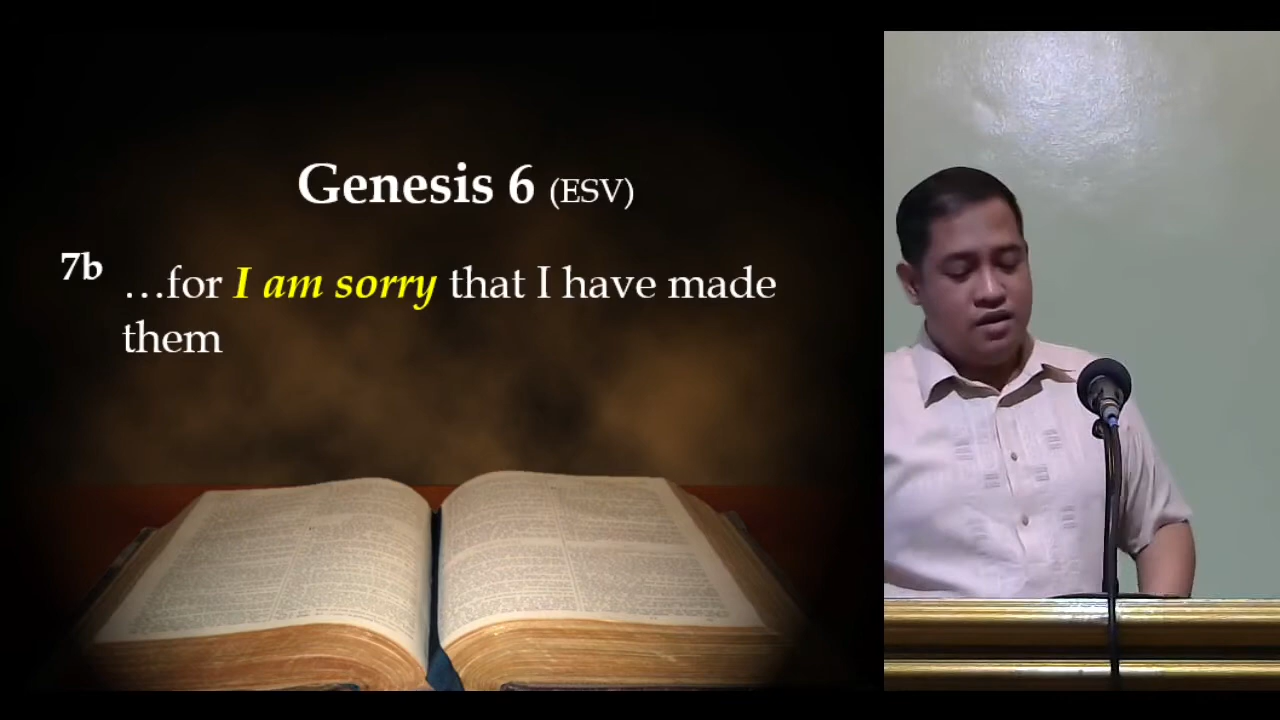 Genesis 6 (ESV)
7b …for I am sorry that I have made
them